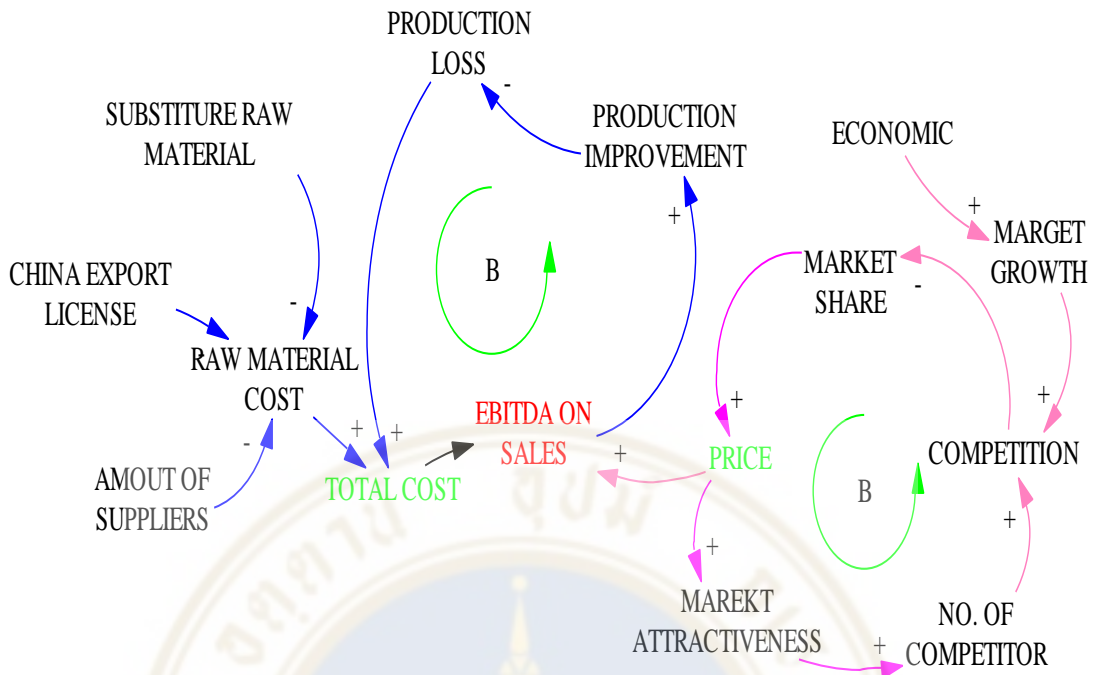 PRODUCTION
LOSS
-
SUBSTITURE RAW
MATERIAL
PRODUCTION
IMPROVEMENT
ECONOMIC
+
+
MARGET
GROWTH
CHINA EXPORT
LICENSE
B
MARKET
SHARE
-
-
RAW MATERIAL
COST
EBITDA ON
SALES
+
+
+
+
-
+
PRICE
B
COMPETITION
AMOUT OF
SUPPLIERS
TOTAL COST
+
+
MAREKT
ATTRACTIVENESS
+
NO. OF
COMPETITOR